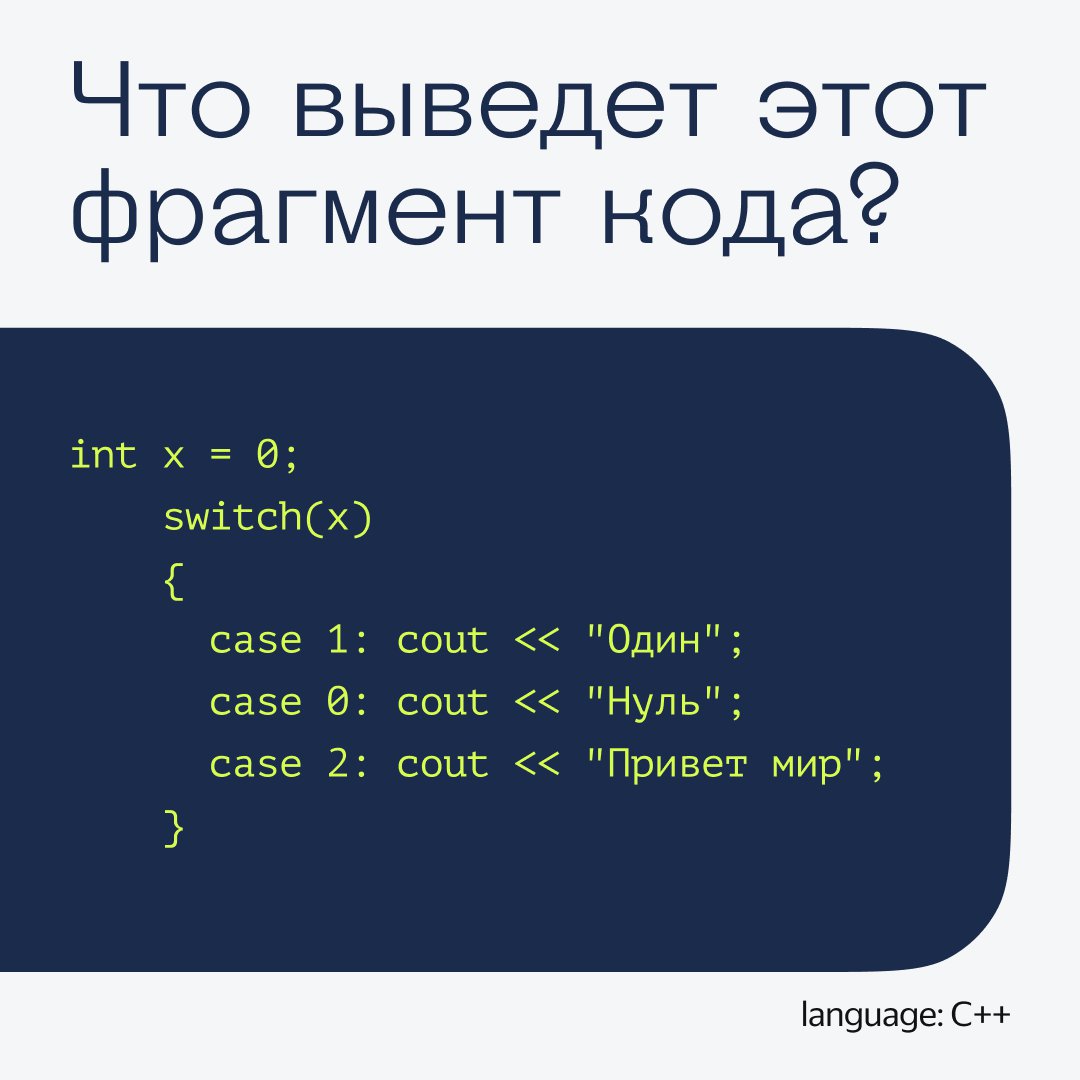 Что выведет этот
фрагмент кода?
int x = 0;
    switch(x)
    {
      case 1: cout << "Один";
      case 0: cout << "Нуль";
      case 2: cout << "Привет мир";
    }
language: C++